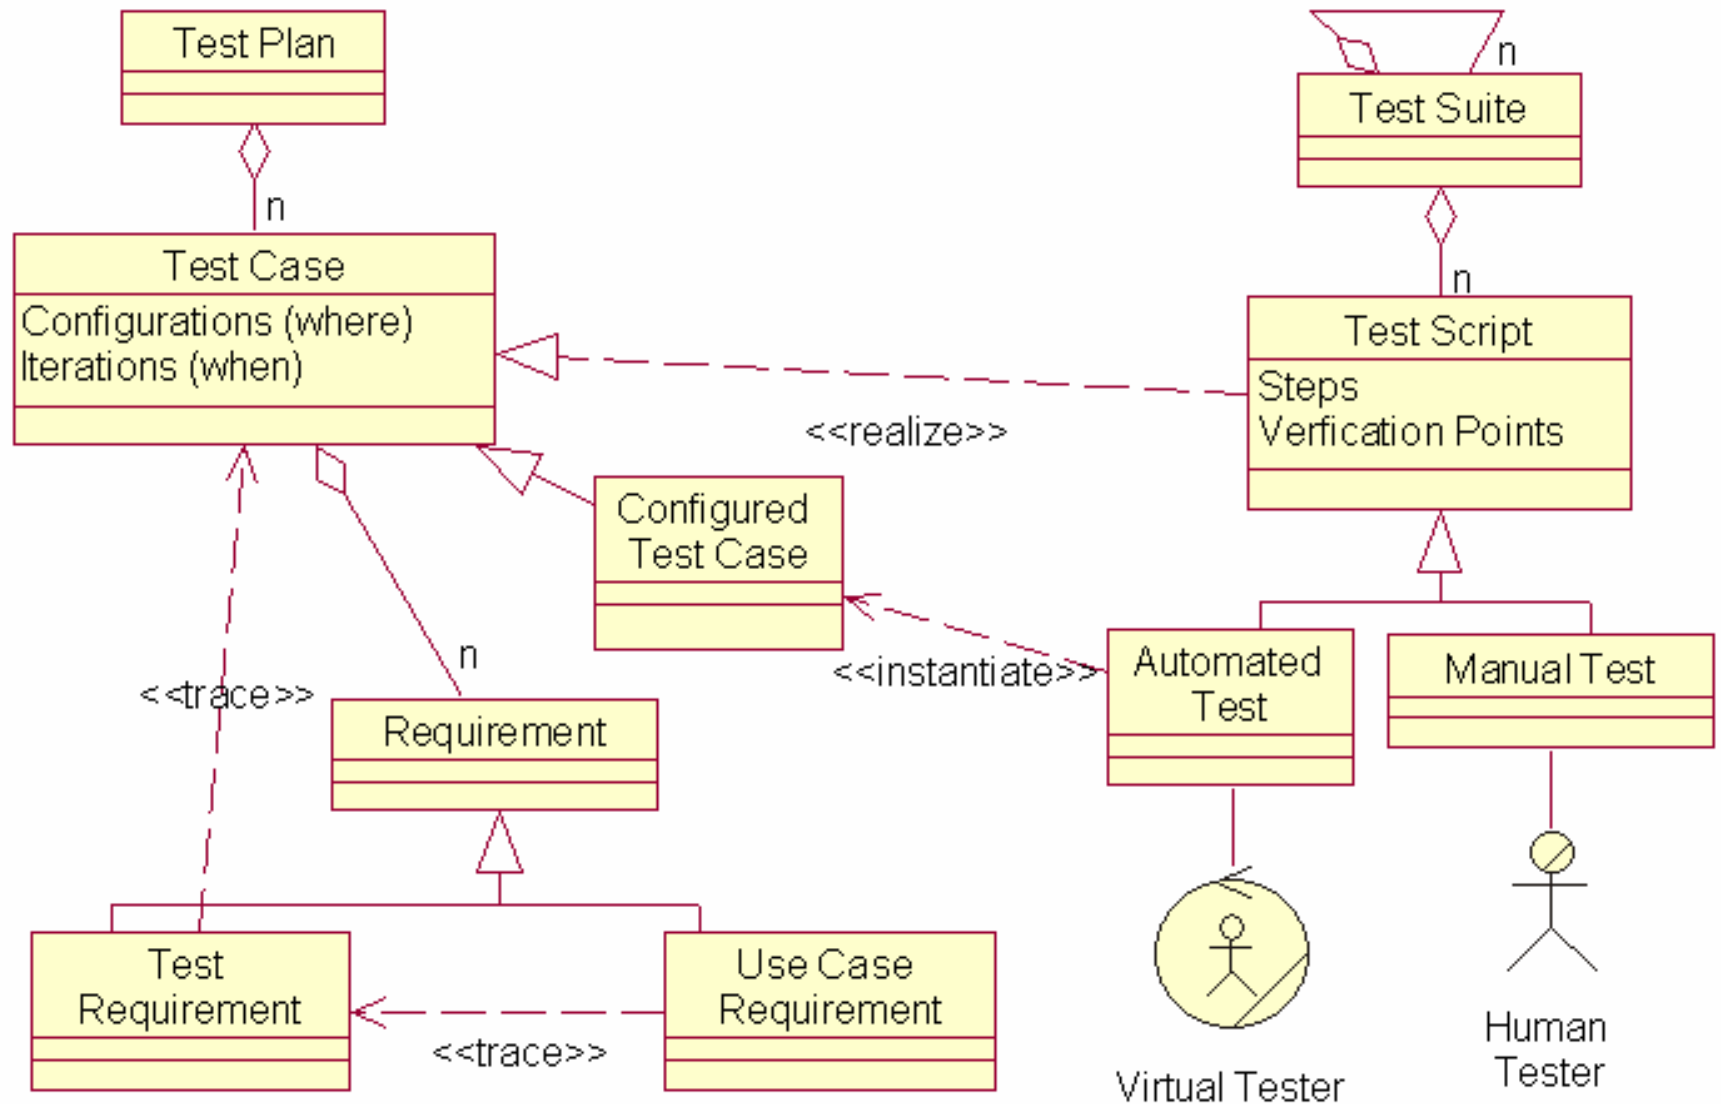 Test Plan
n
Test Case
Configurations (where)
Iterations (when)
n
Test Suite
n
Test Script
Steps
Verfication Points
<<realize>>
Configured
Test Case
<<instantiate>>
Automated
Test
Manual Test
n
<<trace>>
Requirement
Test
Requirement
Use Case
Requirement
<<trace>>
Virtual Tester
Human
Tester